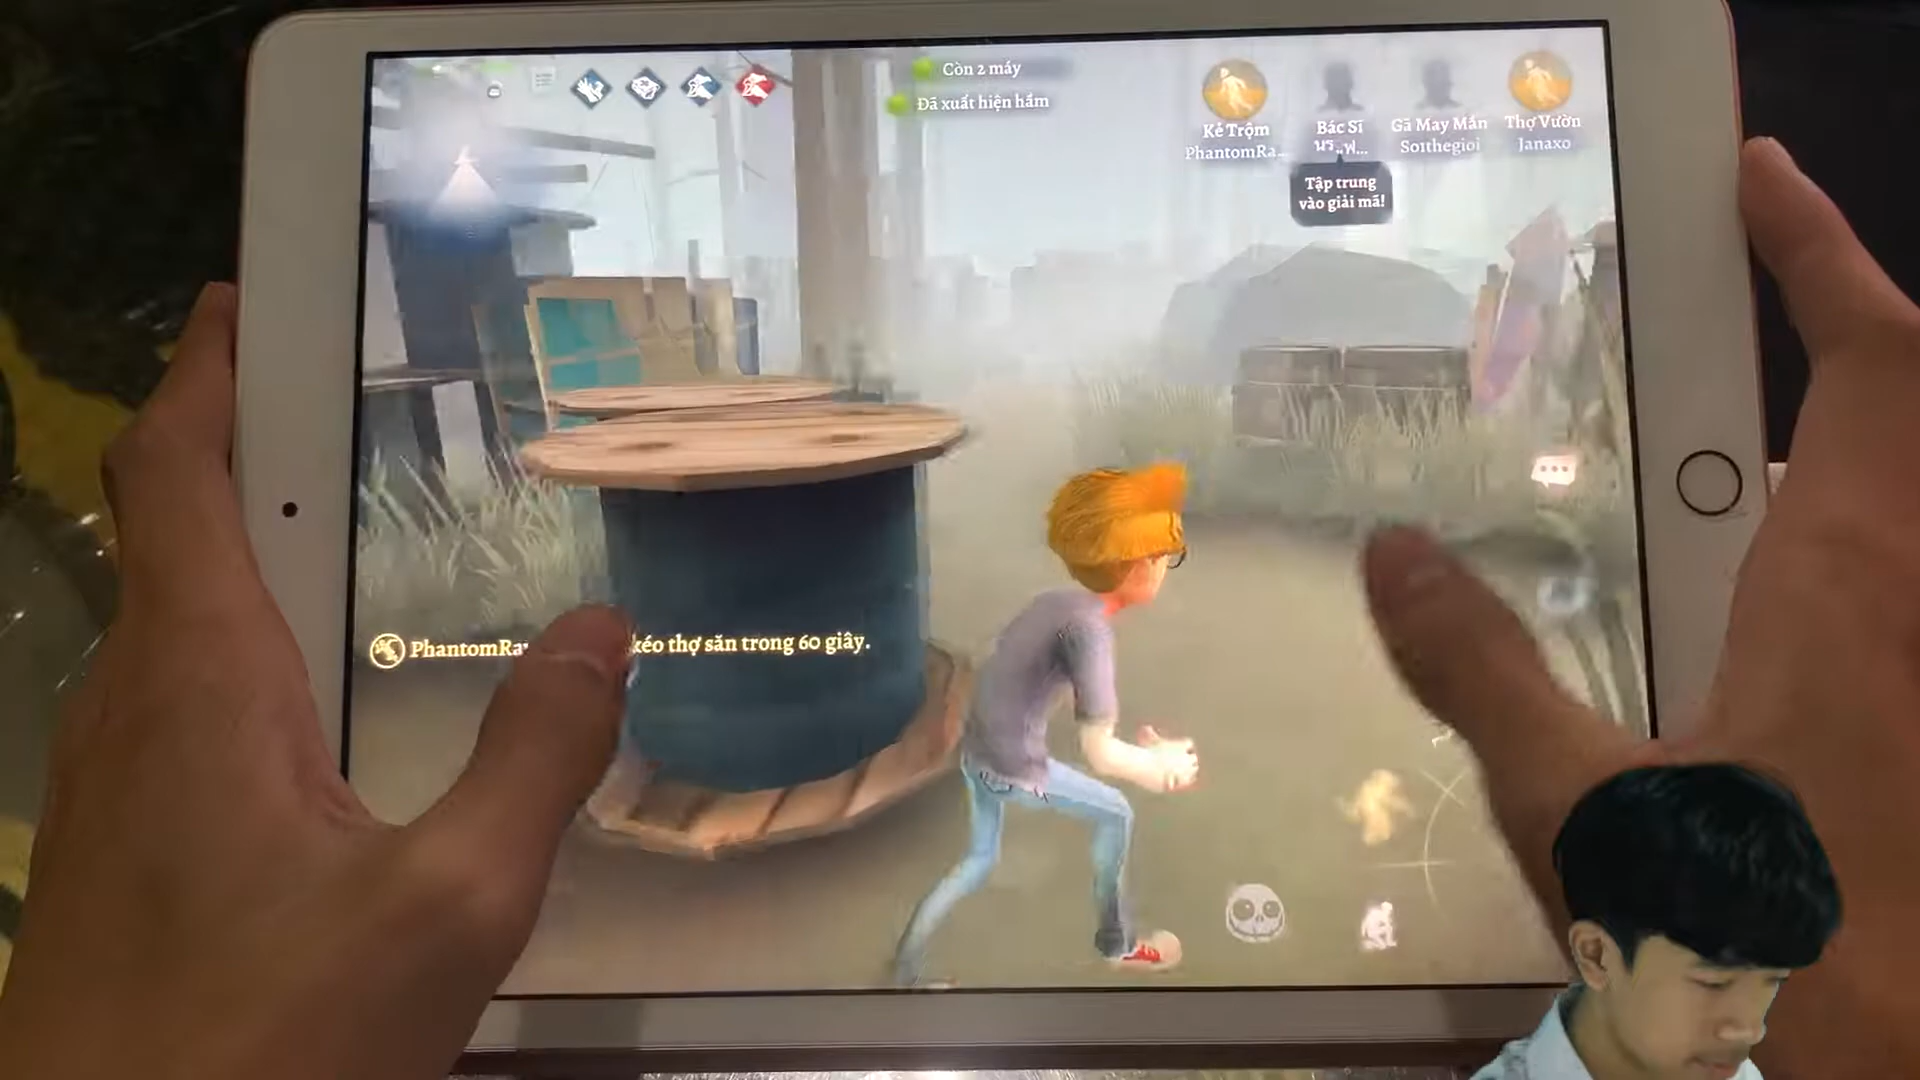 Còn 2 máy
Đã xuất hiện hầm
Kẻ Trộm
PhantomRa...
Bác Sĩ
Gã May Mắn
So1thegioi
Thợ Vườn
Janaxo
Tập trung
vào giải mã!
PhantomRa kéo thợ săn trong 60 giây.